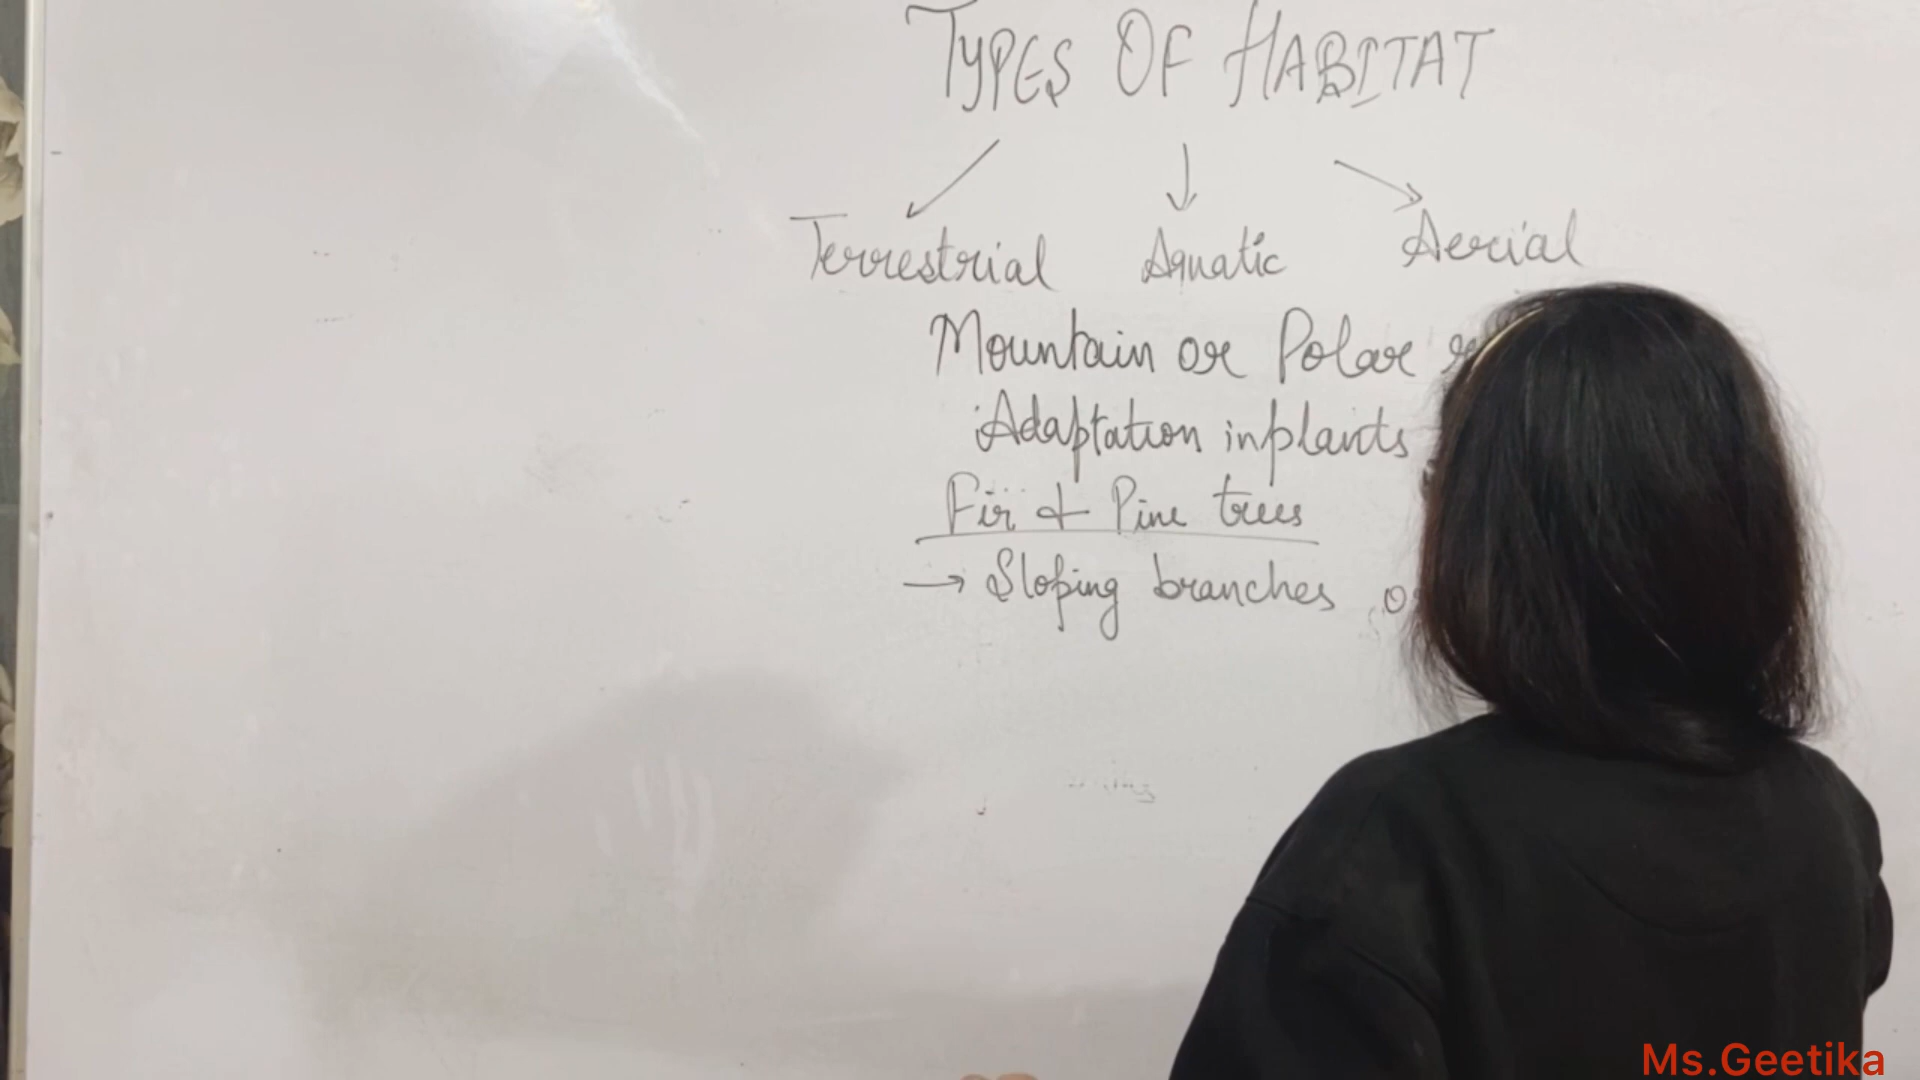 TYPES OF HABITAT
Terrestrial Aquatic Aerial
Mountain or Polar
Adaptation in plants
Fir & Pine trees
→ Sloping branches
Ms.Geetika